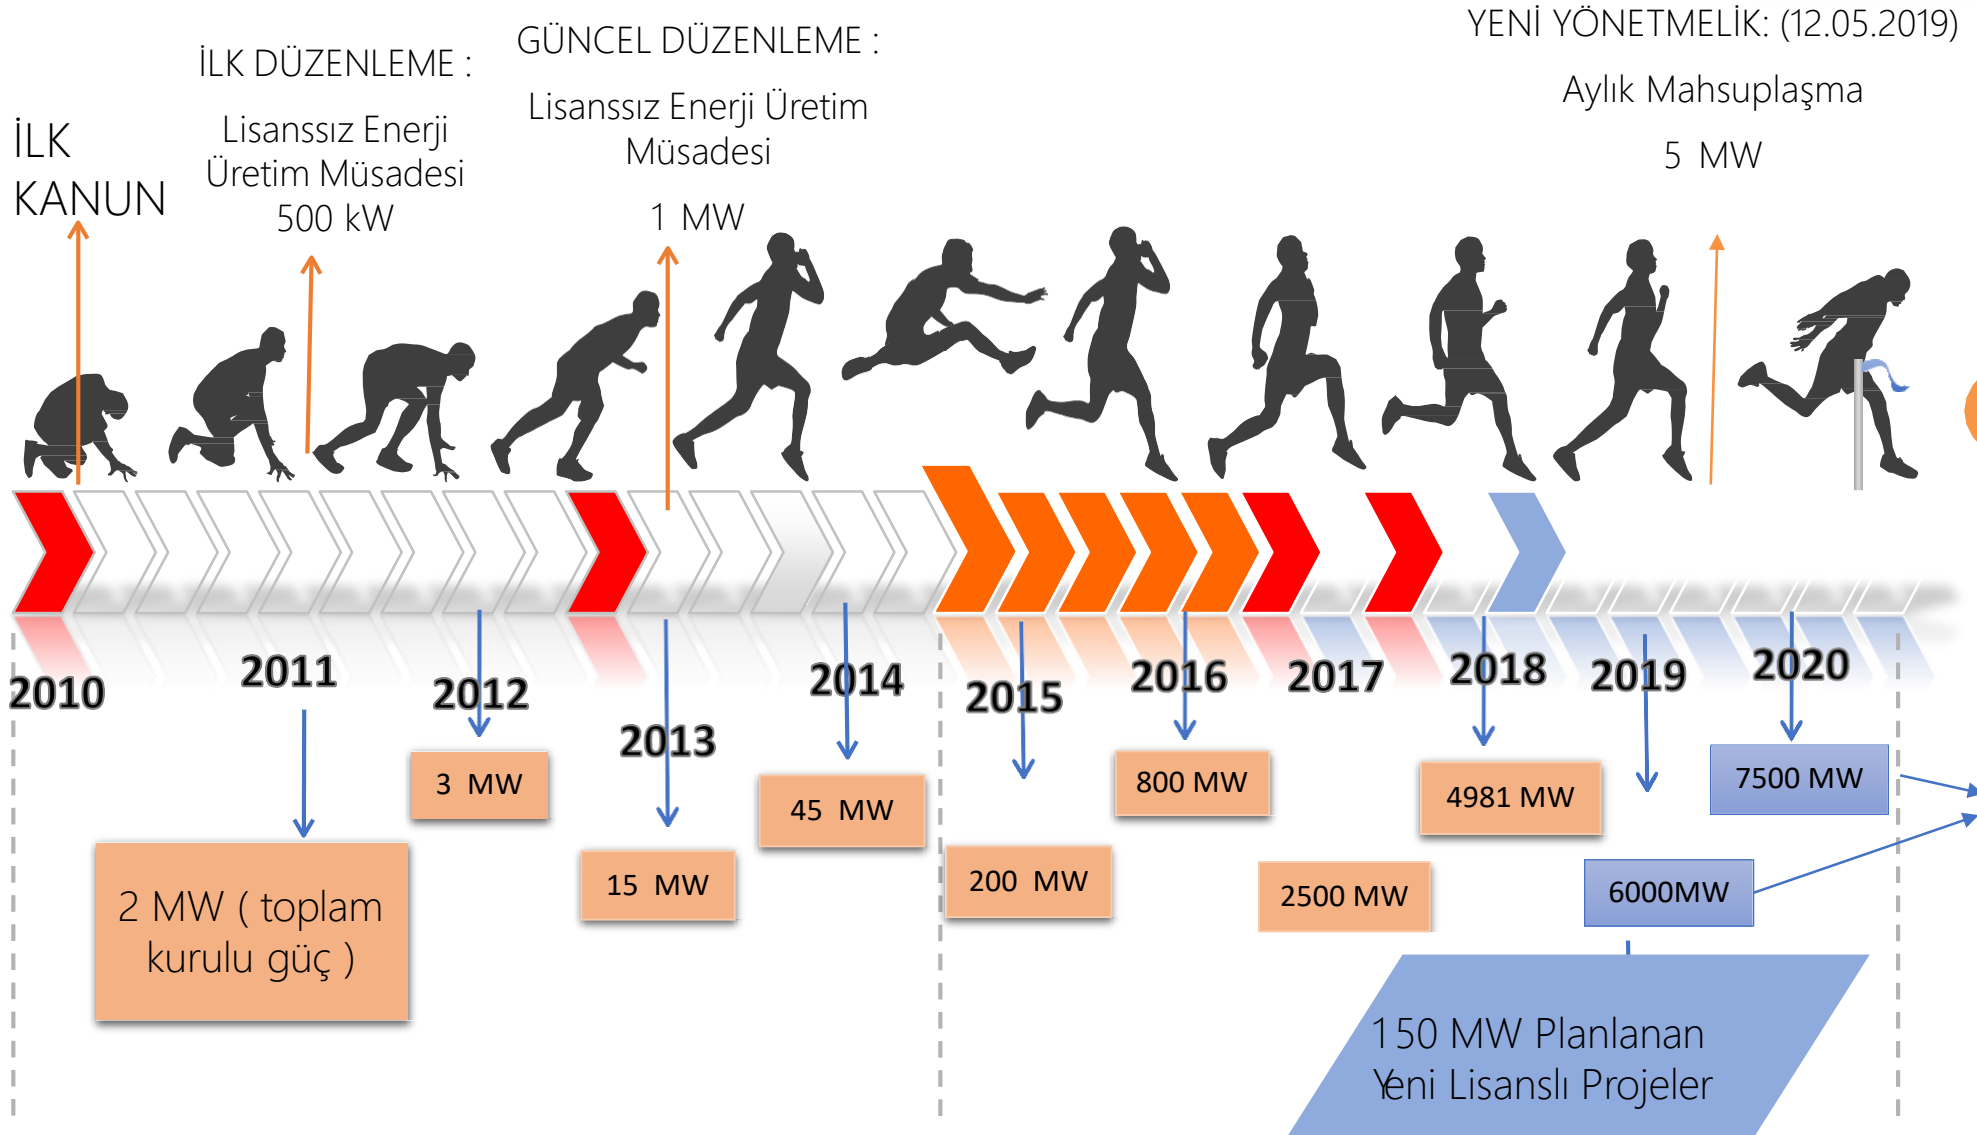 İLK
KANUN
İLK DÜZENLEME :
Lisanssız Enerji
Üretim Müsadesi
500 kW
GÜNCEL DÜZENLEME :
Lisanssız Enerji Üretim
Müsadesi
1 MW
YENİ YÖNETMELİK: (12.05.2019)
Aylık Mahsuplaşma
5 MW
2010
2011
2012
2013
2014
2015
2016
2017
2018
2019
2020
2 MW ( toplam
kurulu güç )
3 MW
15 MW
45 MW
200 MW
800 MW
2500 MW
4981 MW
6000MW
7500 MW
150 MW Planlanan
Yeni Lisanslı Projeler